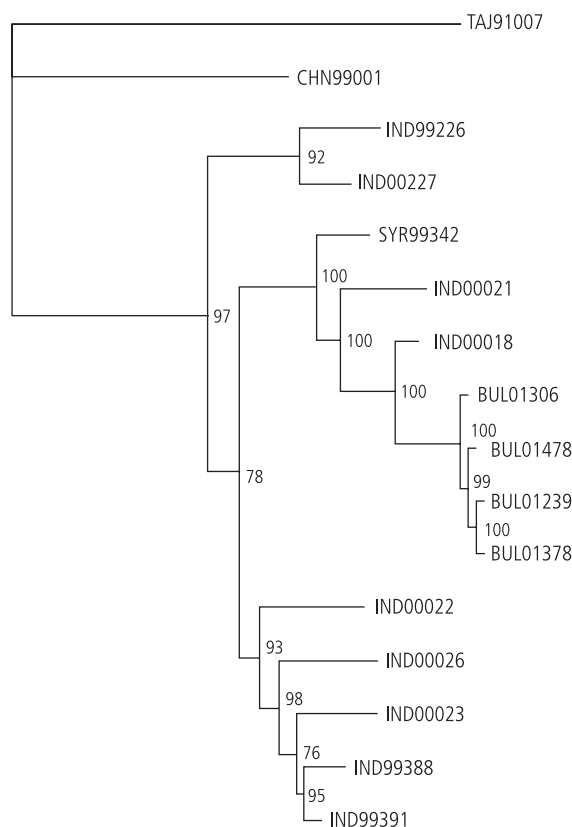 TAJ91007
CHN99001
IND99226
92
IND00227
SYR99342
100
IND00021
97
100
IND00018
100
BUL01306
100
BUL01478
78
99
BUL01239
100
BUL01378
IND00022
93
IND00026
98
IND00023
76
IND99388
95
IND99391